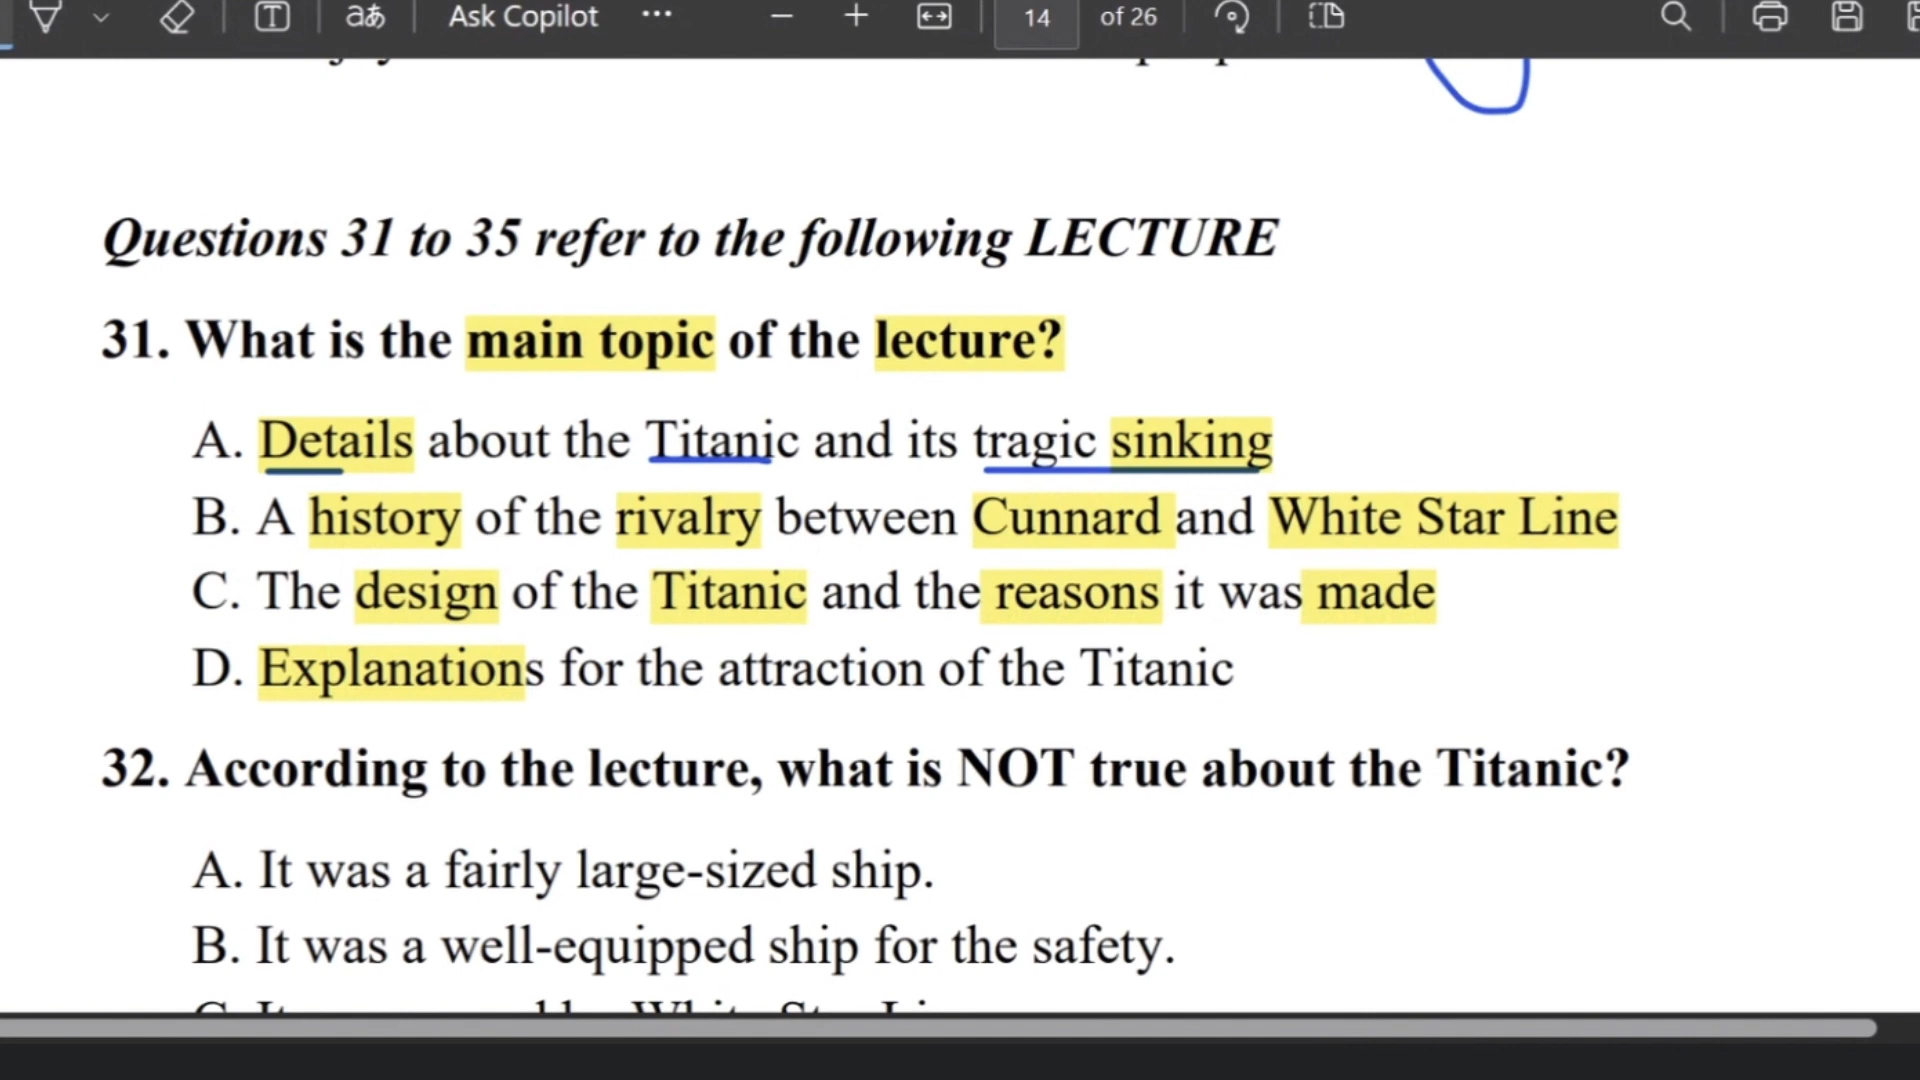 aあ
Ask Copilot
14
of 26
Questions 31 to 35 refer to the following LECTURE
31. What is the main topic of the lecture?
A. Details about the Titanic and its tragic sinking
B. A history of the rivalry between Cunnard and White Star Line
C. The design of the Titanic and the reasons it was made
D. Explanations for the attraction of the Titanic
32. According to the lecture, what is NOT true about the Titanic?
A. It was a fairly large-sized ship.
B. It was a well-equipped ship for the safety.